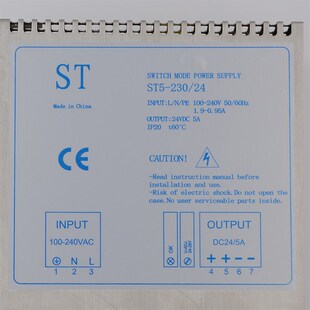 ST
Made in China
SWITCH MODE POWER SUPPLY
ST5-230/24
INPUT:L/N/PE 100-240V 50/60Hz
1.9-0.95A
OUTPUT:24VDC 5A
IP20 ≤60°C
CE
CAUTION!
-Read instruction manual before
installation and use.
-Risk of electric shock.Do not open the
case.No user serviceable parts inside.
INPUT
100-240VAC
N L
1 2 3
OK
OUTPUT
DC24/5A
+ + - -
4 5 6 7